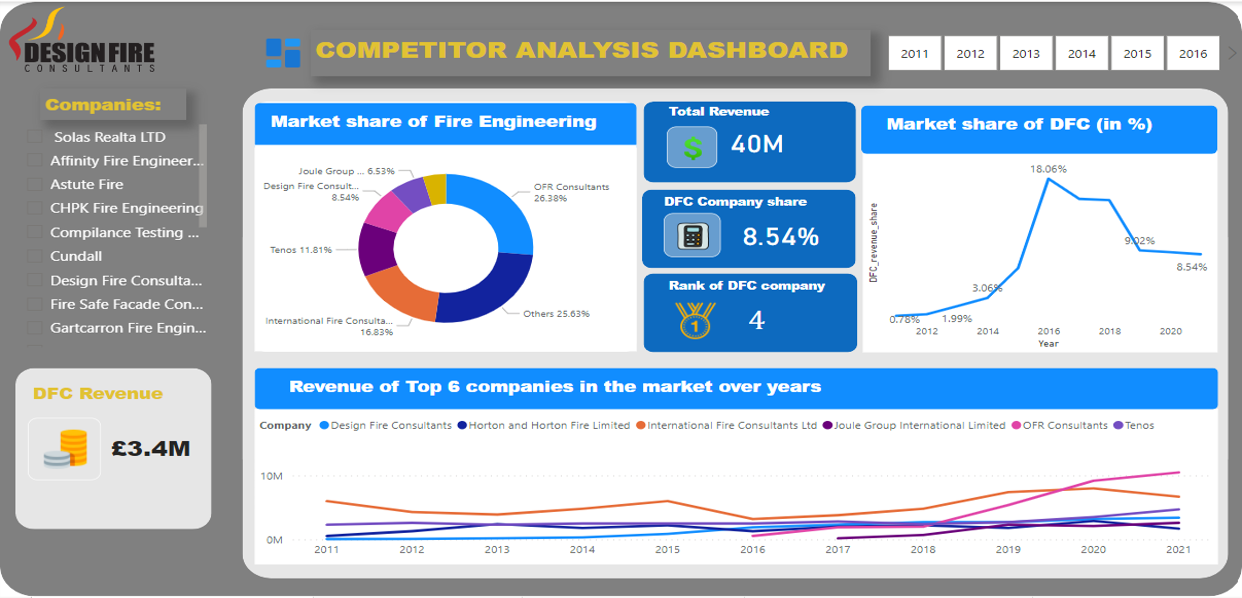 DESIGNFIRE
CONSULTANTS
COMPETITOR ANALYSIS DASHBOARD
2011
2012
2013
2014
2015
2016
Companies:
Solas Realta LTD
Affinity Fire Engineer...
Astute Fire
CHPK Fire Engineering
Compilance Testing ...
Cundall
Design Fire Consulta...
Fire Safe Facade Con...
Gartcarron Fire Engin...
DFC Revenue
£3.4M
Market share of Fire Engineering
Joule Group ... 6.53%
Design Fire Consult...
8.54%
OFR Consultants
26.38%
Tenos 11.81%
International Fire Consulta...
16.83%
Others 25.63%
Total Revenue
$
40M
DFC Company share
8.54%
Rank of DFC company
1
4
Market share of DFC (in %)
DFC_revenue_share
18.06%
9.02%
8.54%
3.06%
0.78%
1.99%
2012
2014
2016
2018
2020
Year
Revenue of Top 6 companies in the market over years
Company Design Fire Consultants Horton and Horton Fire Limited International Fire Consultants Ltd Joule Group International Limited OFR Consultants Tenos
10M
0M
2011 2012 2013 2014 2015 2016 2017 2018 2019 2020 2021